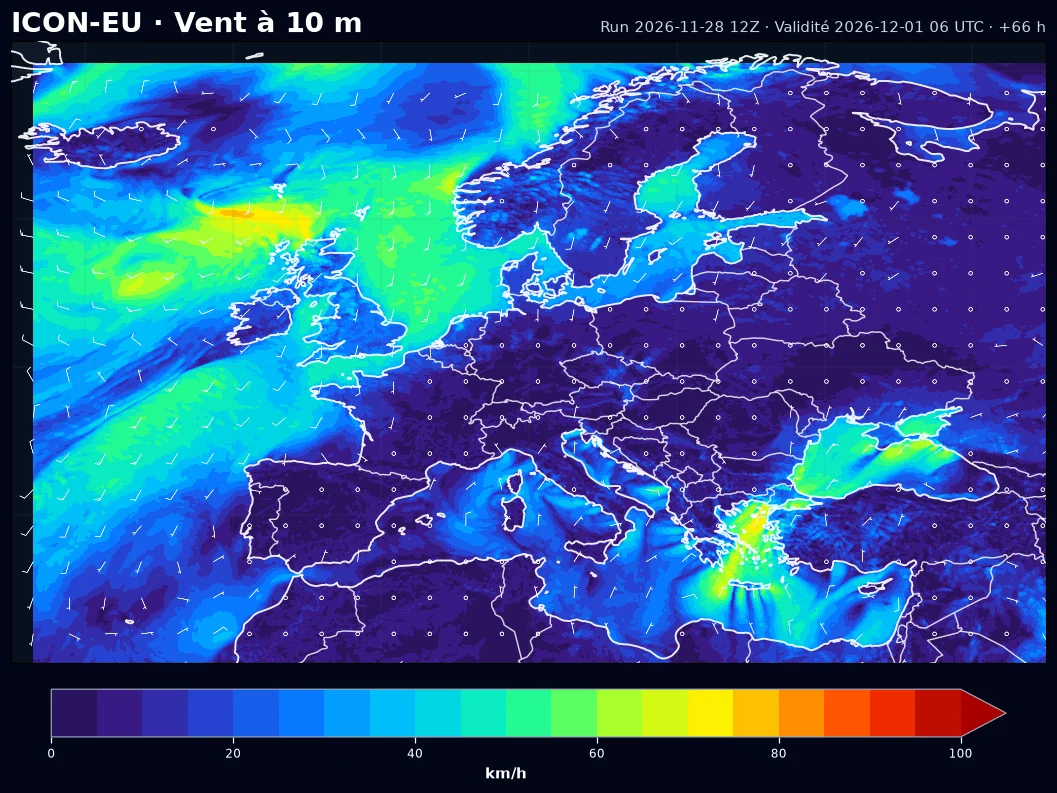 ICON-EU · Vent à 10 m
Run 2026-11-28 12Z · Validité 2026-12-01 06 UTC · +66 h
0 20 40 60 80 100
km/h